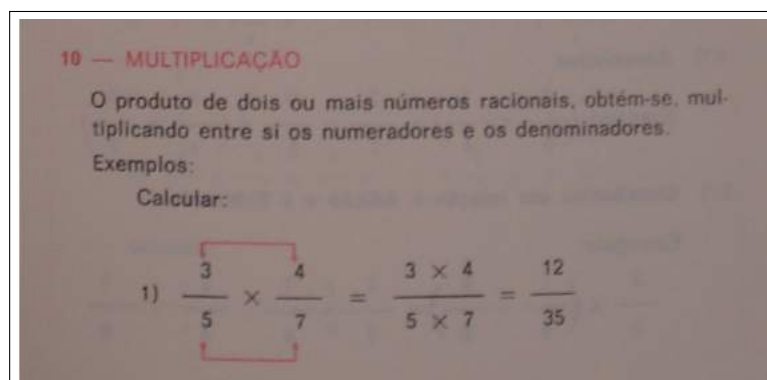 10 — MULTIPLICAÇÃO
O produto de dois ou mais números racionais, obtém-se, mul-
tiplicando entre si os numeradores e os denominadores.
Exemplos:
Calcular:
1) 3/5 × 4/7 = 3 × 4 / 5 × 7 = 12/35